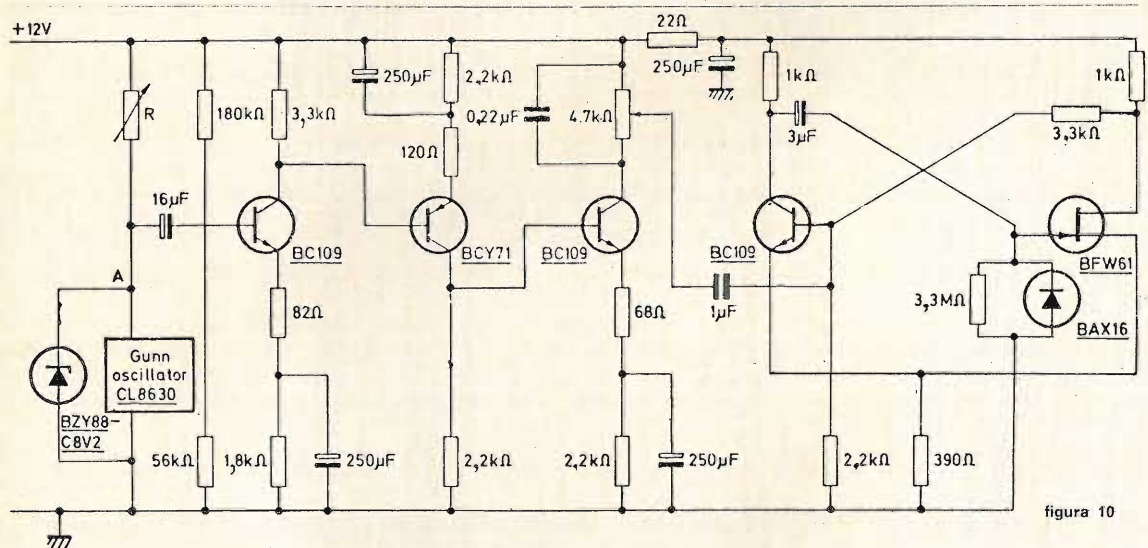 +12V
22Ω
250μF
2,2kΩ
250μF
1kΩ
1kΩ
R
180kΩ
3,3kΩ
0,22μF
4.7kΩ
3μF
3,3kΩ
120Ω
16μF
BC109
BCY71
BC109
BC109
BFW61
A
82Ω
68Ω
1μF
3,3MΩ
BAX16
Gunn
oscillator
CL8630
BZY88-
C8V2
56kΩ
1,8kΩ
250μF
2,2kΩ
2,2kΩ
250μF
2,2kΩ
390Ω
figura 10